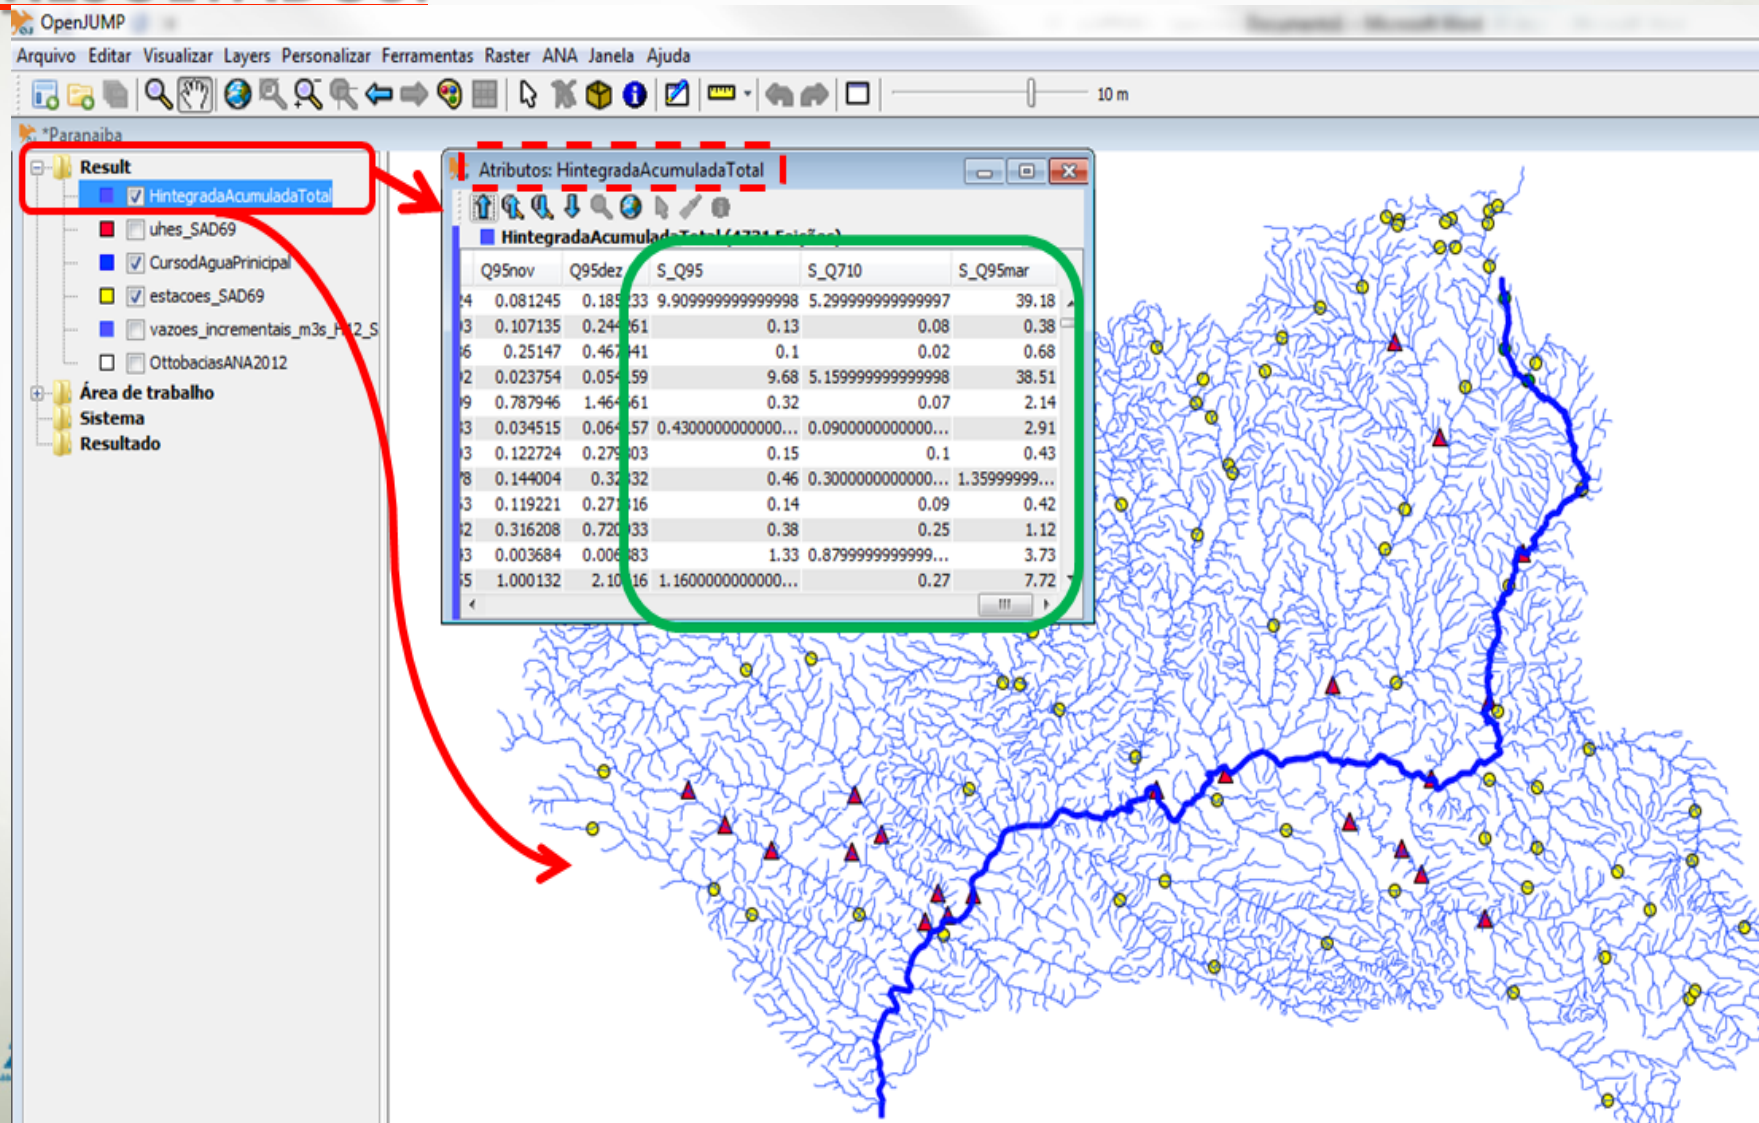 OpenJUMP
Arquivo Editar Visualizar Layers Personalizar Ferramentas Raster ANA Janela Ajuda
10 m
*Paranaiba
Result
HintegradaAcumuladaTotal
uhes_SAD69
CursodAguaPrinicipal
estacoes_SAD69
vazoes_incrementais_m3s_H12_S
OttobaciasANA2012
Área de trabalho
Sistema
Resultado
Atributos: HintegradaAcumuladaTotal
HintegradaAcumuladaTotal (4731 Feições)
Q95nov Q95dez S_Q95 S_Q710 S_Q95mar
24 0.081245 9.909999999999998 5.299999999999997 39.18
0.107135 0.13 0.08 0.38
0.25147 0.1 0.02 0.68
0.023754 9.68 5.159999999999998 38.51
0.787946 0.32 0.07 2.14
0.034515 0.4300000000000... 0.0900000000000... 2.91
0.122724 0.15 0.1 0.43
0.144004 0.46 0.3000000000000... 1.35999999...
0.119221 0.14 0.09 0.42
0.316208 0.38 0.25 1.12
0.003684 1.33 0.8799999999999... 3.73
1.000132 1.1600000000000... 0.27 7.72